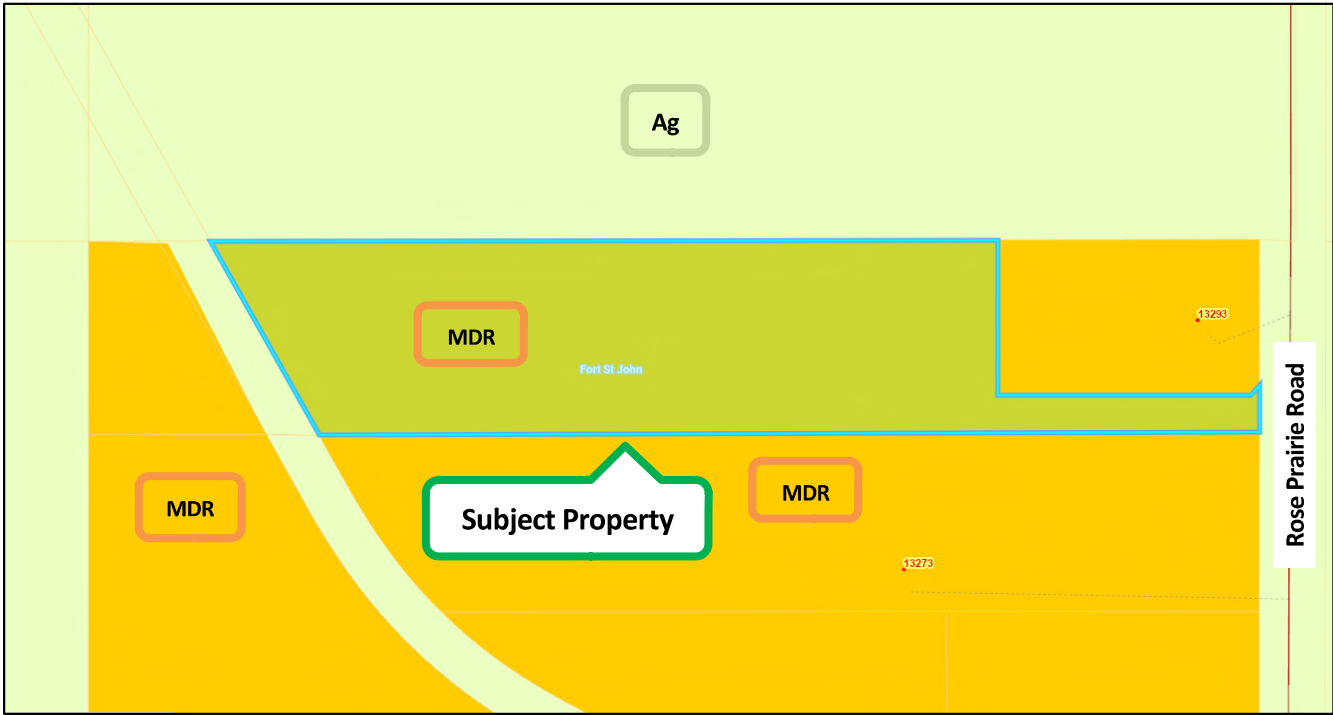 Ag
13293
MDR
Fort St. John
Rose Prairie Road
MDR
MDR
Subject Property
13273